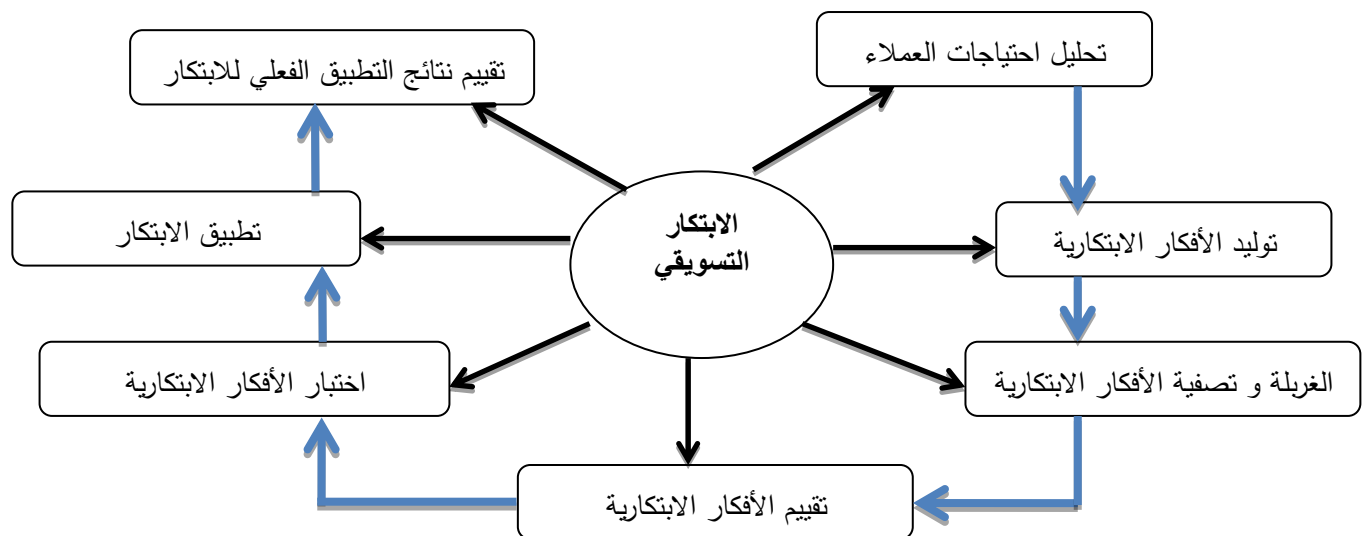 تحليل احتياجات العملاء
تقييم نتائج التطبيق الفعلي للابتكار
الابتكار
التسويقي
توليد الأفكار الابتكارية
تطبيق الابتكار
الغربلة و تصفية الأفكار الابتكارية
اختبار الأفكار الابتكارية
تقييم الأفكار الابتكارية